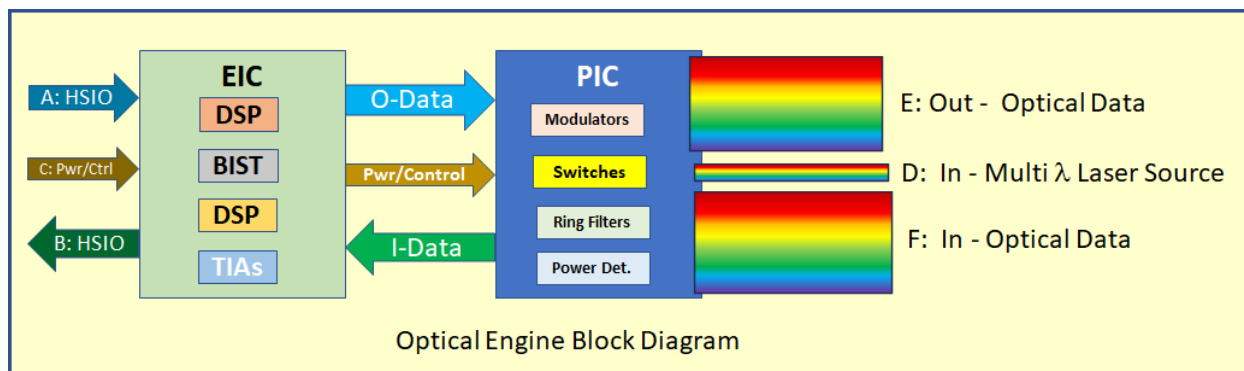 EIC
PIC
A: HSIO
DSP
O-Data
Modulators
E: Out - Optical Data
C: Pwr/Ctrl
BIST
Pwr/Control
Switches
D: In - Multi λ Laser Source
B: HSIO
DSP
I-Data
Ring Filters
F: In - Optical Data
TIAs
Power Det.
Optical Engine Block Diagram